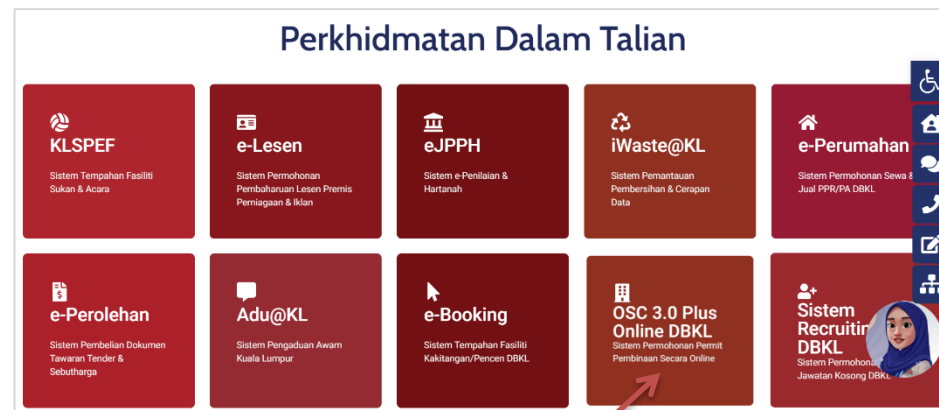 Perkhidmatan Dalam Talian
KLSPEF
Sistem Tempahan Fasiliti
Sukan & Acara
e-Lesen
Sistem Permohonan
Pembaharuan Lesen Premis
Perniagaan & Iklan
eJPPH
Sistem e-Penilaian &
Hartanah
iWaste@KL
Sistem Pemantauan
Pembersihan & Cerapan
Data
e-Perumahan
Sistem Permohonan Sewa &
Jual PPR/PA DBKL
e-Perolehan
Sistem Pembelian Dokumen
Tawaran Tender &
Sebutharga
Adu@KL
Sistem Pengaduan Awam
Kuala Lumpur
e-Booking
Sistem Tempahan Fasiliti
Kakitangan/Pencen DBKL
OSC 3.0 Plus
Online DBKL
Sistem Permohonan Permit
Pembinaan Secara Online
Sistem
Recruitin
DBKL
Sistem Permohona
Jawatan Kosong DBKL